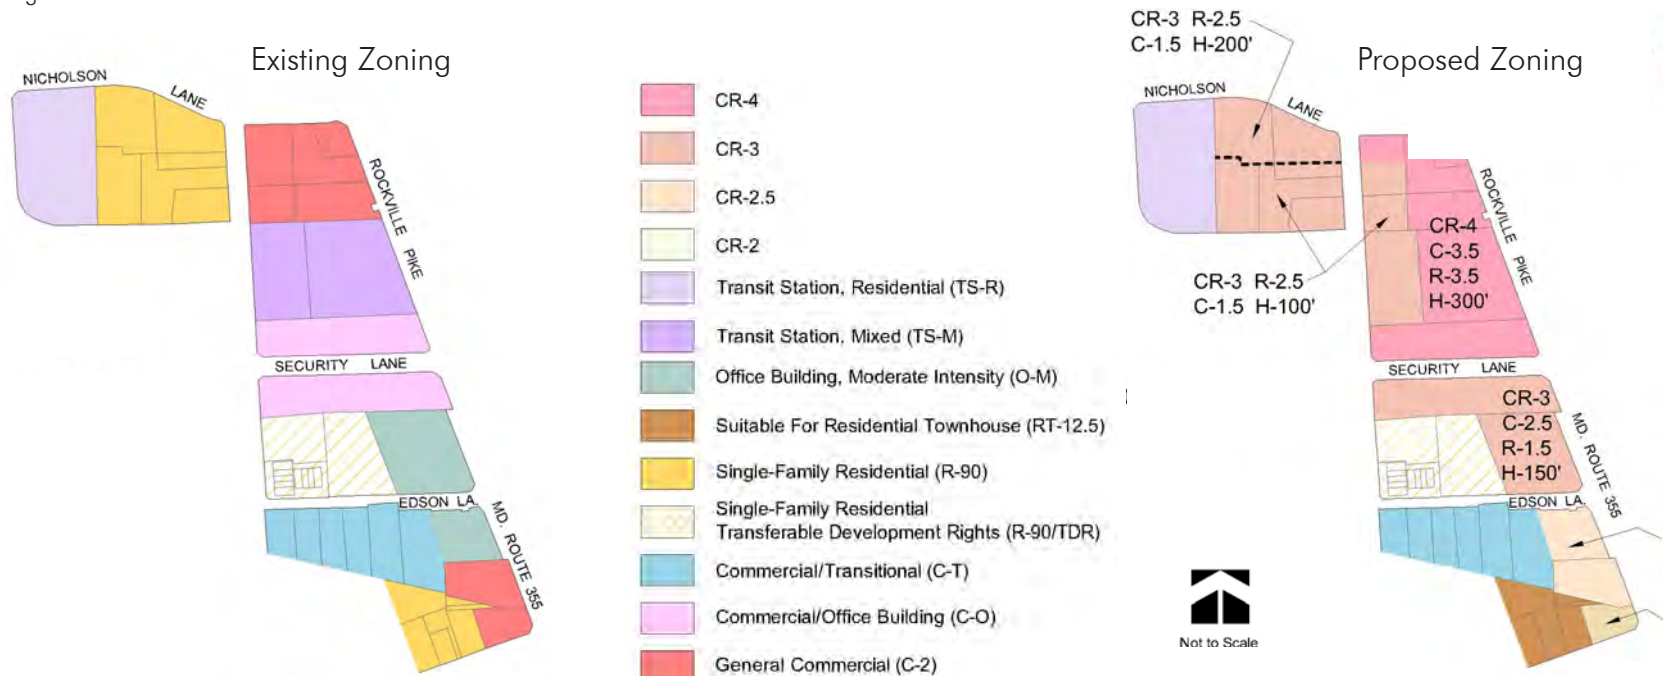 Existing Zoning
NICHOLSON
LANE
ROCKVILLE PIKE
SECURITY LANE
EDSON LA.
MD. ROUTE 355
CR-4
CR-3
CR-2.5
CR-2
Transit Station, Residential (TS-R)
Transit Station, Mixed (TS-M)
Office Building, Moderate Intensity (O-M)
Suitable For Residential Townhouse (RT-12.5)
Single-Family Residential (R-90)
Single-Family Residential
Transferable Development Rights (R-90/TDR)
Commercial/Transitional (C-T)
Commercial/Office Building (C-O)
General Commercial (C-2)
CR-3 R-2.5
C-1.5 H-200'
Proposed Zoning
NICHOLSON
LANE
ROCKVILLE PIKE
CR-4
C-3.5
R-3.5
H-300'
CR-3 R-2.5
C-1.5 H-100'
SECURITY LANE
CR-3
C-2.5
R-1.5
H-150'
MD. ROUTE 355
EDSON LA.
Not to Scale